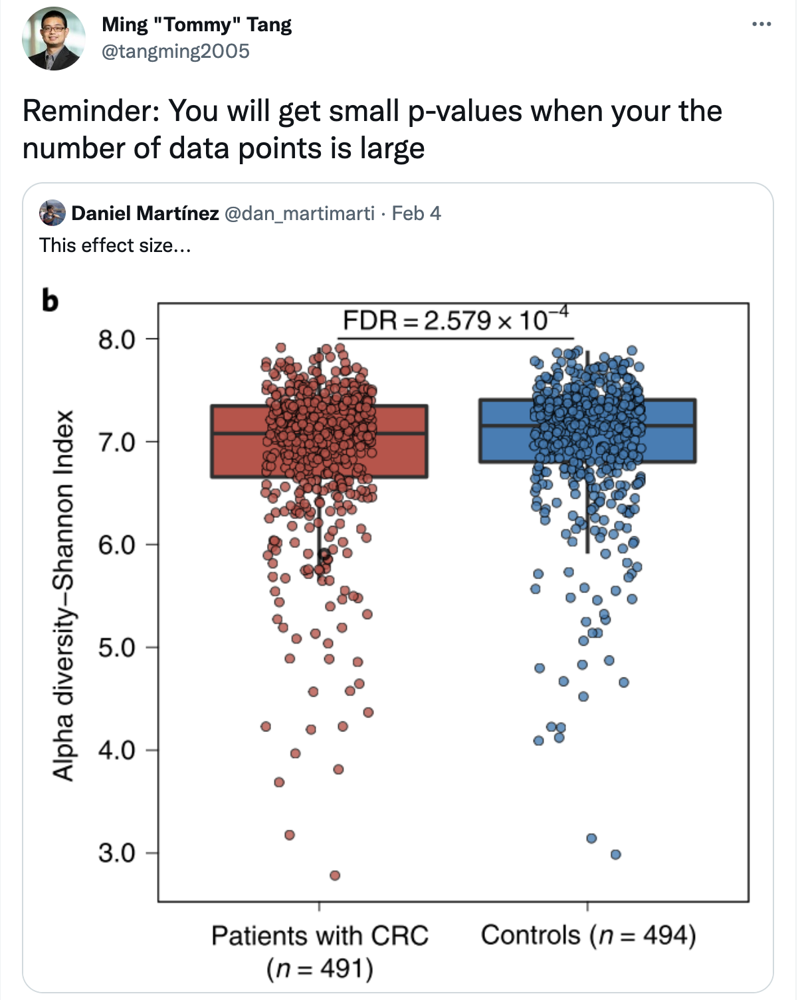 Ming "Tommy" Tang
@tangming2005
Reminder: You will get small p-values when your the
number of data points is large
Daniel Martínez @dan_martimarti · Feb 4
This effect size...
b
FDR = 2.579 × 10⁻⁴
8.0
7.0
6.0
5.0
4.0
3.0
Alpha diversity–Shannon Index
Patients with CRC
(n = 491)
Controls (n = 494)